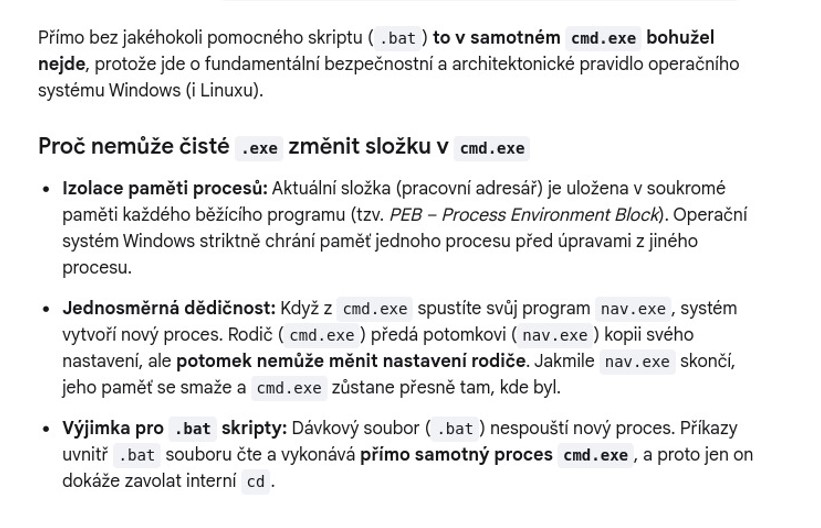 Přímo bez jakéhokoli pomocného skriptu ( .bat ) to v samotném cmd.exe bohužel
nejde, protože jde o fundamentální bezpečnostní a architektonické pravidlo operačního
systému Windows (i Linuxu).
Proč nemůže čisté .exe změnit složku v cmd.exe
• Izolace paměti procesů: Aktuální složka (pracovní adresář) je uložena v soukromé
paměti každého běžícího programu (tzv. PEB – Process Environment Block). Operační
systém Windows striktně chrání paměť jednoho procesu před úpravami z jiného
procesu.
• Jednosměrná dědičnost: Když z cmd.exe spustíte svůj program nav.exe , systém
vytvoří nový proces. Rodič ( cmd.exe ) předá potomkovi ( nav.exe ) kopii svého
nastavení, ale potomek nemůže měnit nastavení rodiče. Jakmile nav.exe skončí,
jeho paměť se smaže a cmd.exe zůstane přesně tam, kde byl.
• Výjimka pro .bat skripty: Dávkový soubor ( .bat ) nespouští nový proces. Příkazy
uvnitř .bat souboru čte a vykonává přímo samotný proces cmd.exe , a proto jen on
dokáže zavolat interní cd .